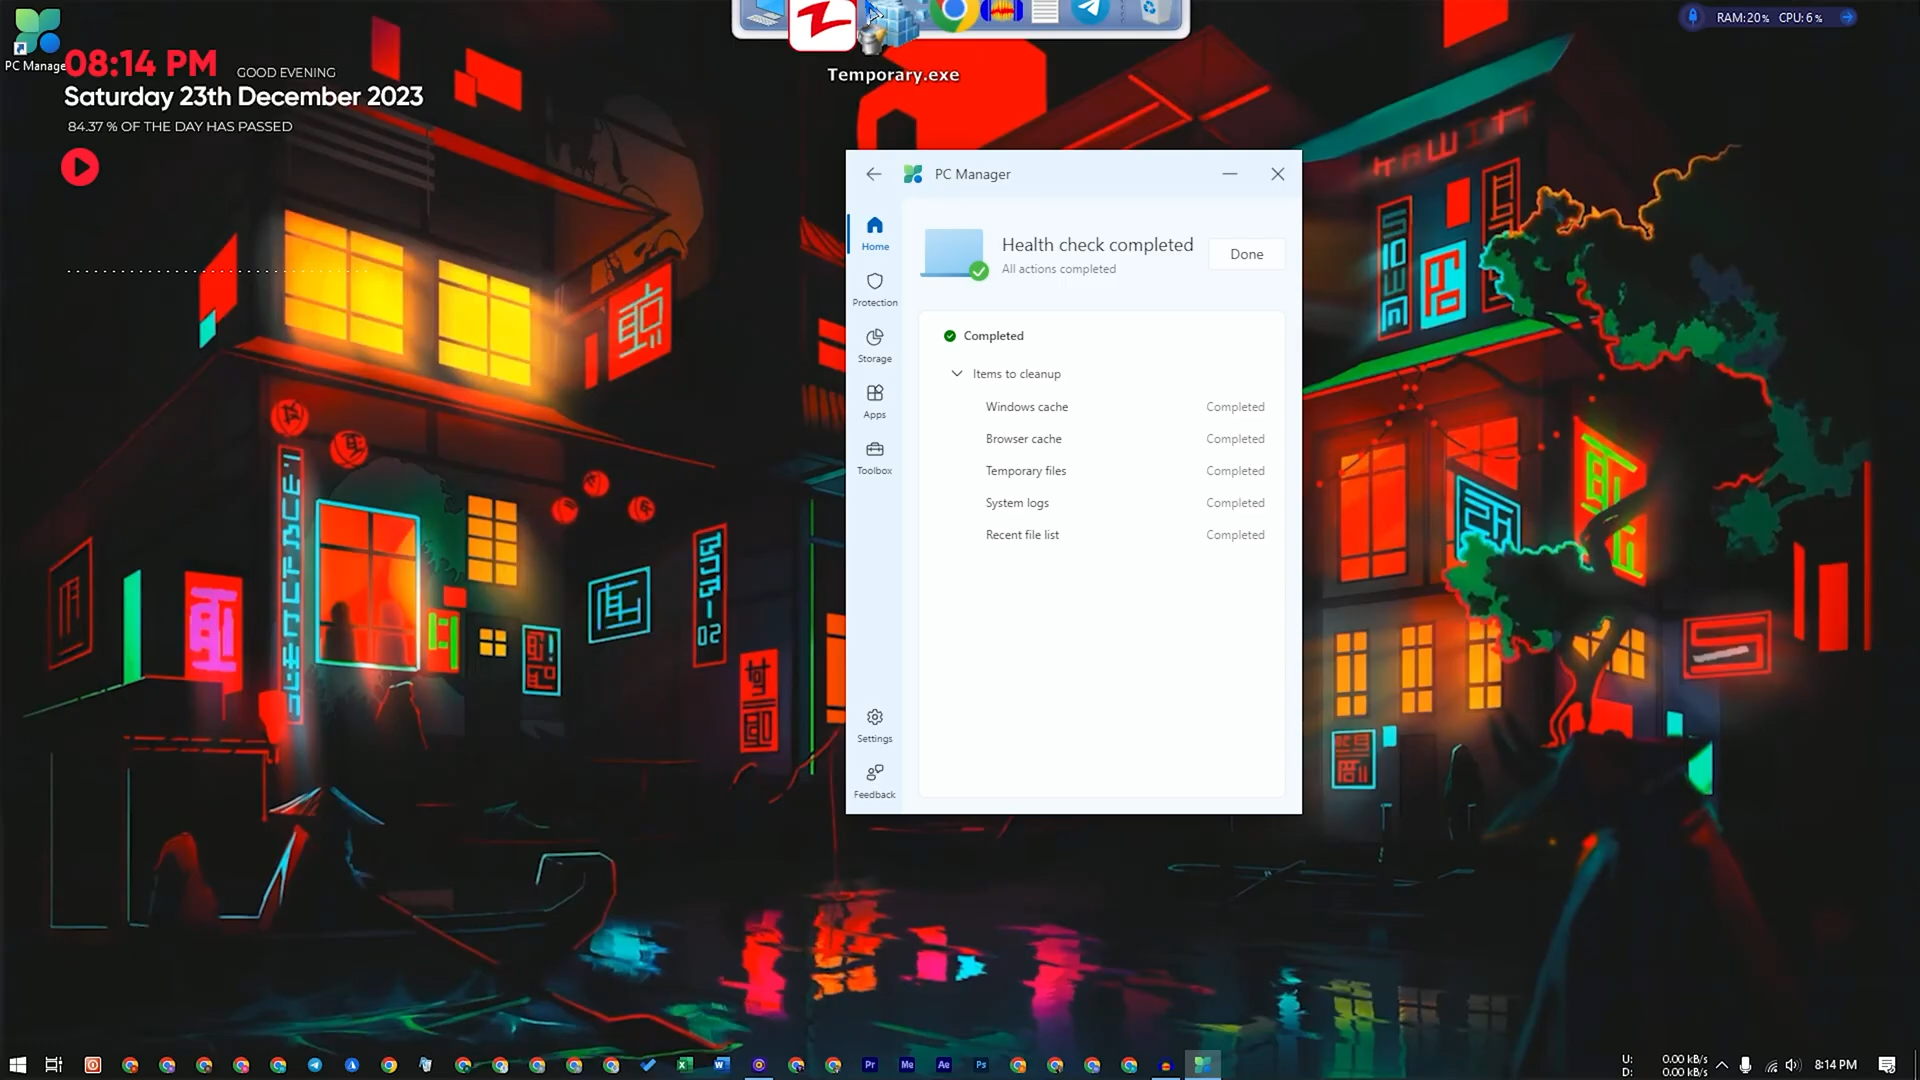 RAM:20% CPU:6%
PC Manage
08:14 PM
GOOD EVENING
Temporary.exe
Saturday 23th December 2023
84.37 % OF THE DAY HAS PASSED
PC Manager
Home
Health check completed
Done
All actions completed
Protection
Completed
Storage
Items to cleanup
Windows cache
Completed
Apps
Browser cache
Completed
Toolbox
Temporary files
Completed
System logs
Completed
Recent file list
Completed
Settings
Feedback
U:
0.00 kB/s
D:
0.00 kB/s
8:14 PM